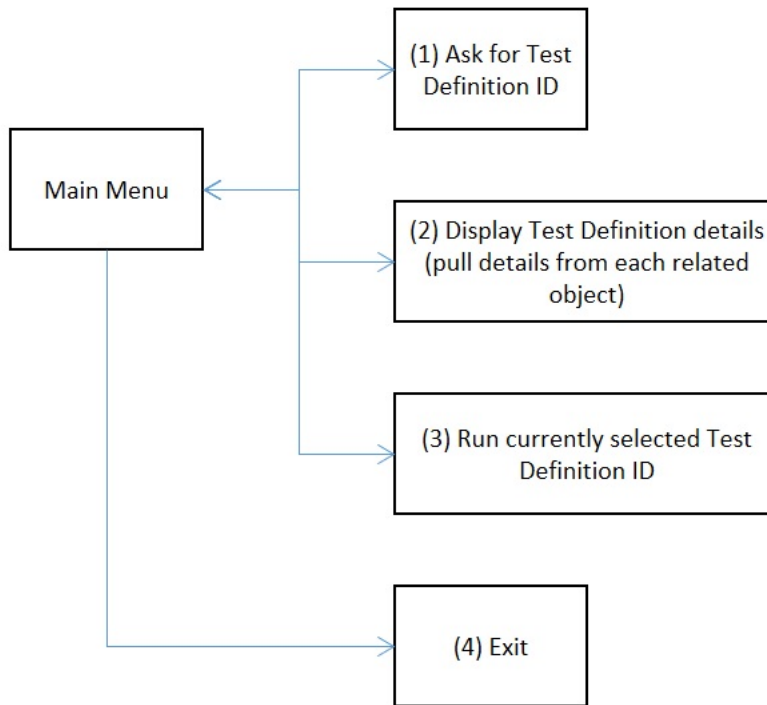 (1) Ask for Test
Definition ID
Main Menu
(2) Display Test Definition details
(pull details from each related
object)
(3) Run currently selected Test
Definition ID
(4) Exit